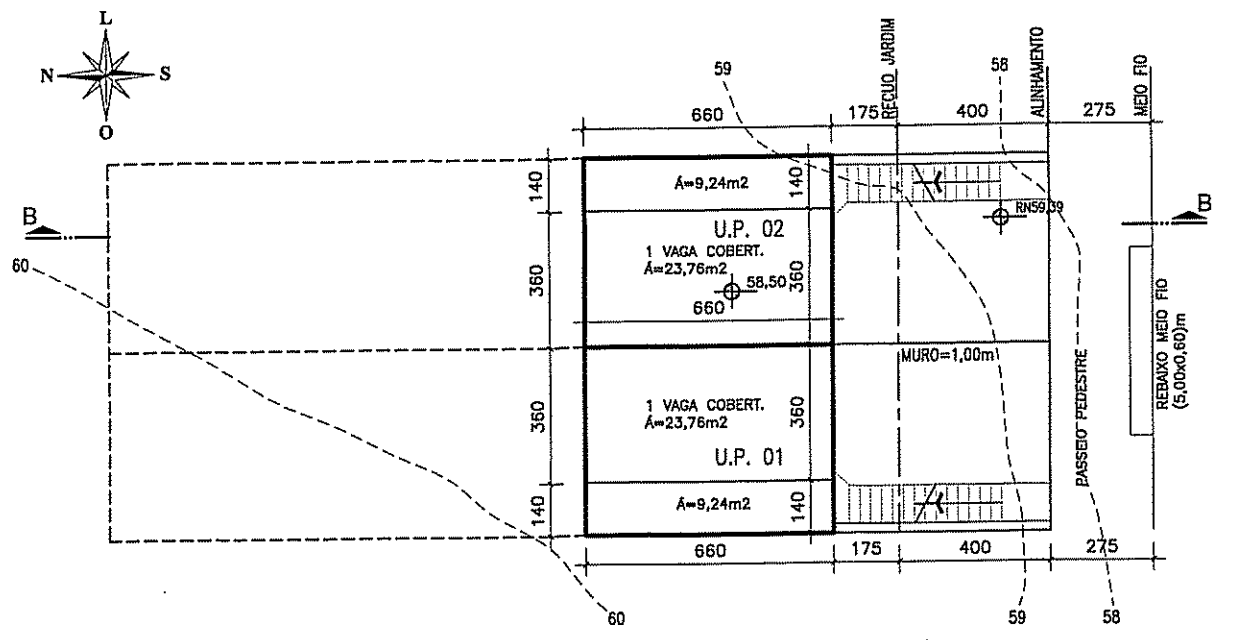 L
N
S
O
59
58
RECUO JARDIM
ALINHAMENTO
MEIO FIO
660
175
400
275
140
Á=9,24m2
140
B
B
RN59,39
U.P. 02
1 VAGA COBERT.
Á=23,76m2
360
360
58,50
660
60
MURO=1,00m
PASSEIO PEDESTRE
REBAIXO MEIO FIO
(5,00x0,60)m
1 VAGA COBERT.
Á=23,76m2
360
360
U.P. 01
Á=9,24m2
140
140
660
175
400
275
60
59
58